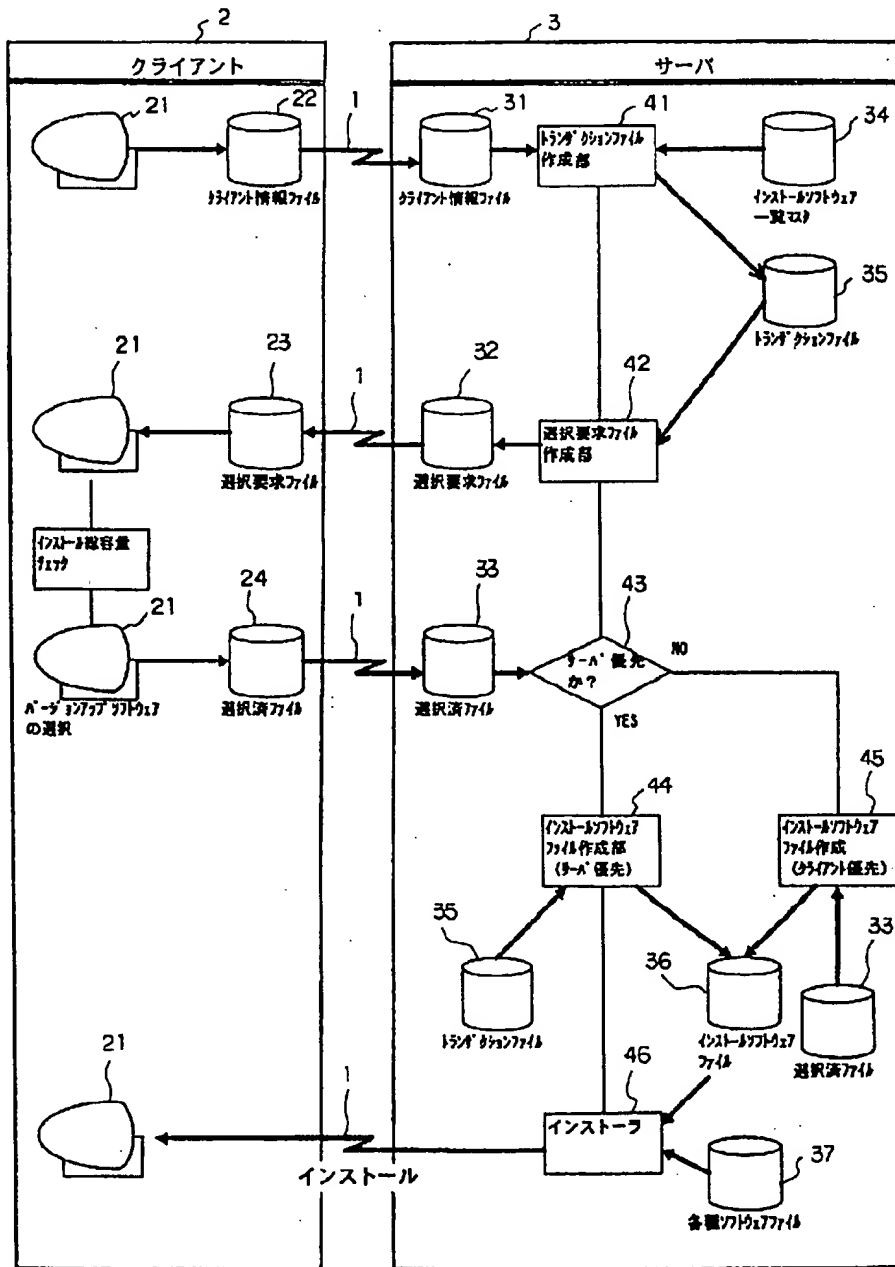 2
3
クライアント
サーバ
21
22
1
31
41
34
トランザクションファイル
作成部
クライアント情報ファイル
クライアント情報ファイル
インストールソフトウェア
一覧マスタ
35
トランザクションファイル
21
23
1
32
42
選択要求ファイル
作成部
選択要求ファイル
選択要求ファイル
インストール総容量
チェック
21
24
1
33
43
サーバ優先
か?
NO
YES
バージョンアップソフトウェア
の選択
選択済ファイル
選択済ファイル
44
45
インストールソフトウェア
ファイル作成部
(サーバ優先)
インストールソフトウェア
ファイル作成
(クライアント優先)
35
36
33
トランザクションファイル
インストールソフトウェア
ファイル
選択済ファイル
21
1
46
インストーラ
インストール
37
各種ソフトウェアファイル